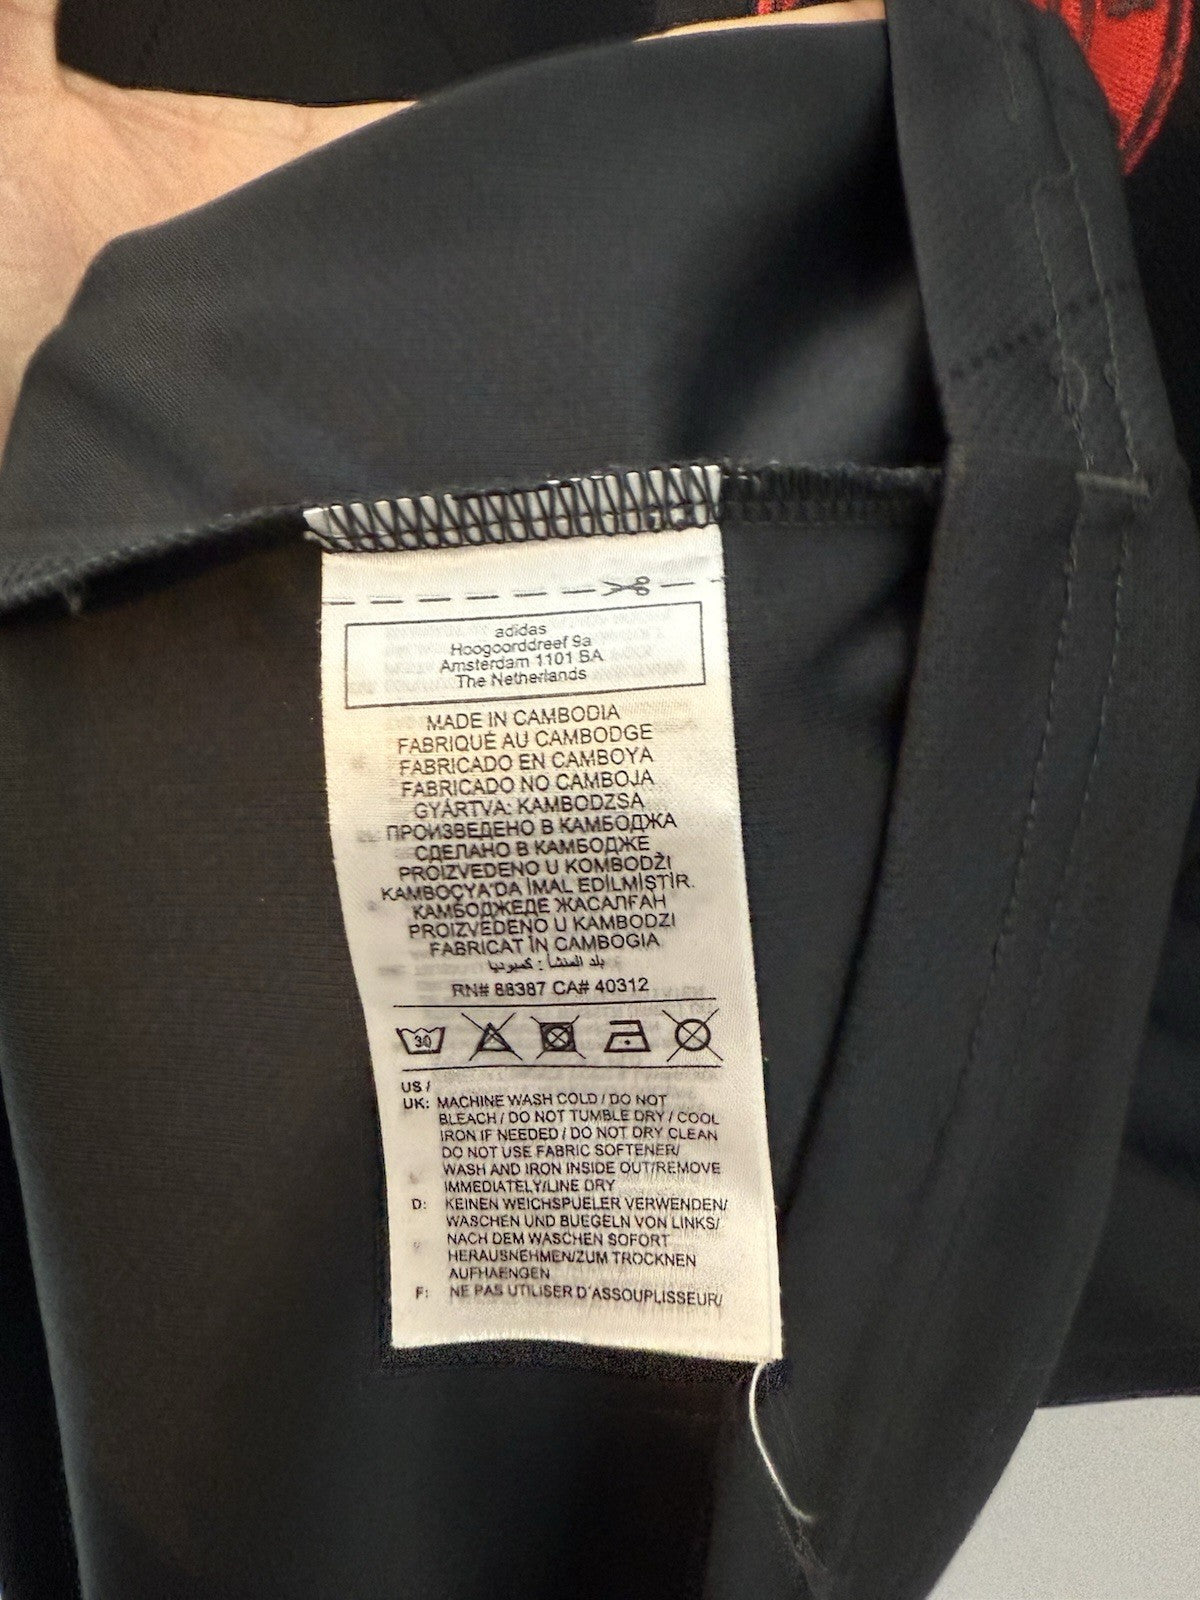 adidas
Hoogoorddreef 9a
Amsterdam 1101 BA
The Netherlands
MADE IN CAMBODIA
FABRIQUÉ AU CAMBODGE
FABRICADO EN CAMBOYA
FABRICADO NO CAMBOJA
GYÁRTVA: KAMBODZSA
ПРОИЗВЕДЕНО В КАМБОДЖА
СДЕЛАНО В КАМБОДЖЕ
PROIZVEDENO U KOMBODŽI
KAMBOÇYA'DA İMAL EDİLMİŞTİR.
КАМБОДЖЕДЕ ЖАСАЛҒАН
PROIZVEDENO U KAMBODZI
FABRICAT ÎN CAMBOGIA
بلد المنشأ : كمبوديا
RN# 88387 CA# 40312
30
US /
UK: MACHINE WASH COLD / DO NOT
BLEACH / DO NOT TUMBLE DRY / COOL
IRON IF NEEDED / DO NOT DRY CLEAN
DO NOT USE FABRIC SOFTENER/
WASH AND IRON INSIDE OUT/REMOVE
IMMEDIATELY/LINE DRY
D: KEINEN WEICHSPUELER VERWENDEN/
WASCHEN UND BUEGELN VON LINKS/
NACH DEM WASCHEN SOFORT
HERAUSNEHMEN/ZUM TROCKNEN
AUFHAENGEN
F: NE PAS UTILISER D'ASSOUPLISSEUR/